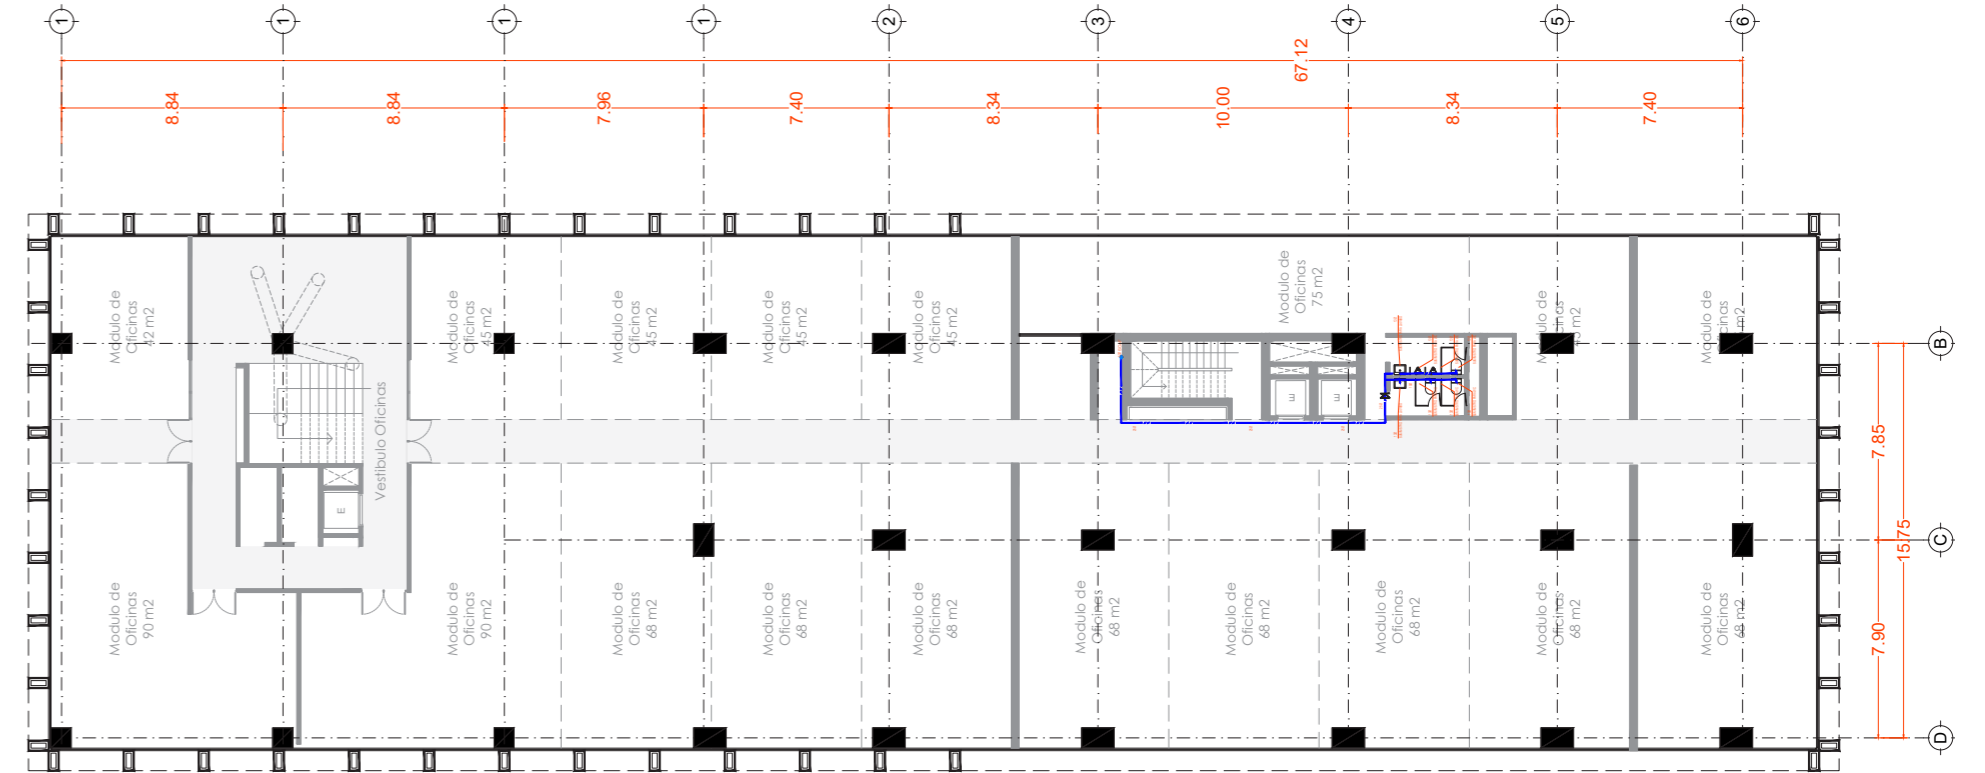 1
1
1
1
2
3
4
5
6
67.12
8.84
8.84
7.96
7.40
8.34
10.00
8.34
7.40
Modulo de
Oficinas
42 m2
Modulo de
Oficinas
45 m2
Modulo de
Oficinas
45 m2
Modulo de
Oficinas
45 m2
Modulo de
Oficinas
45 m2
Modulo de
Oficinas
75 m2
Modulo de
Oficinas
m2
Modulo de
Oficinas
m2
Vestibulo Oficinas
E
E
E
B
C
D
7.85
15.75
7.90
Modulo de
Oficinas
90 m2
Modulo de
Oficinas
90 m2
Modulo de
Oficinas
68 m2
Modulo de
Oficinas
68 m2
Modulo de
Oficinas
68 m2
Modulo de
Oficinas
68 m2
Modulo de
Oficinas
68 m2
Modulo de
Oficinas
68 m2
Modulo de
Oficinas
68 m2
Modulo de
Oficinas
68 m2